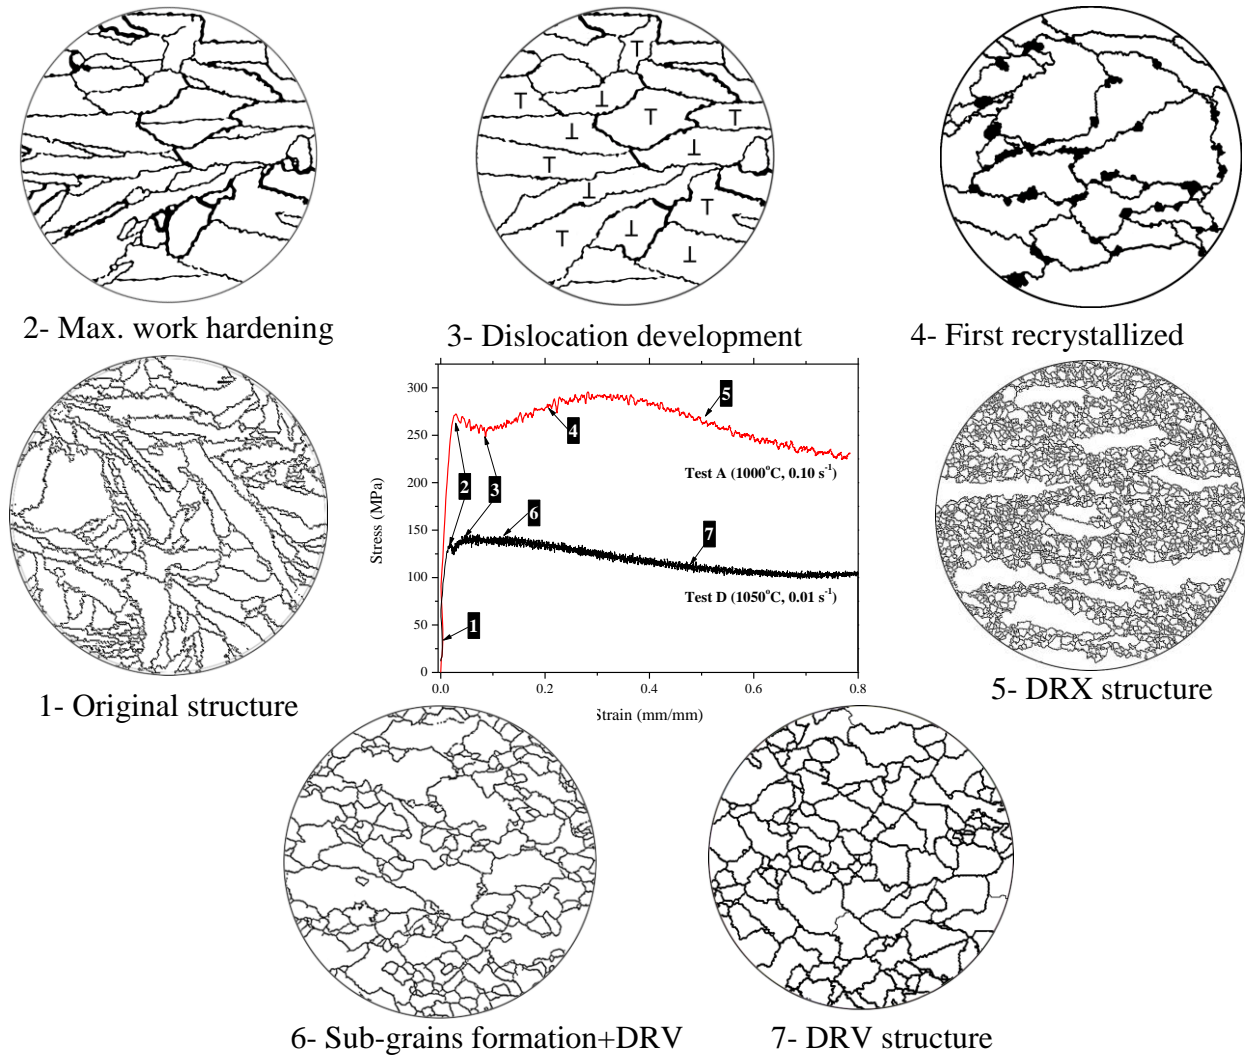 2- Max. work hardening
3- Dislocation development
4- First recrystallized
1- Original structure
Stress (MPa)
300
250
200
150
100
50
0
0.0
0.2
0.4
0.6
0.8
Strain (mm/mm)
5
4
2
3
Test A (1000°C, 0.10 s⁻¹)
6
7
Test D (1050°C, 0.01 s⁻¹)
1
5- DRX structure
6- Sub-grains formation+DRV
7- DRV structure